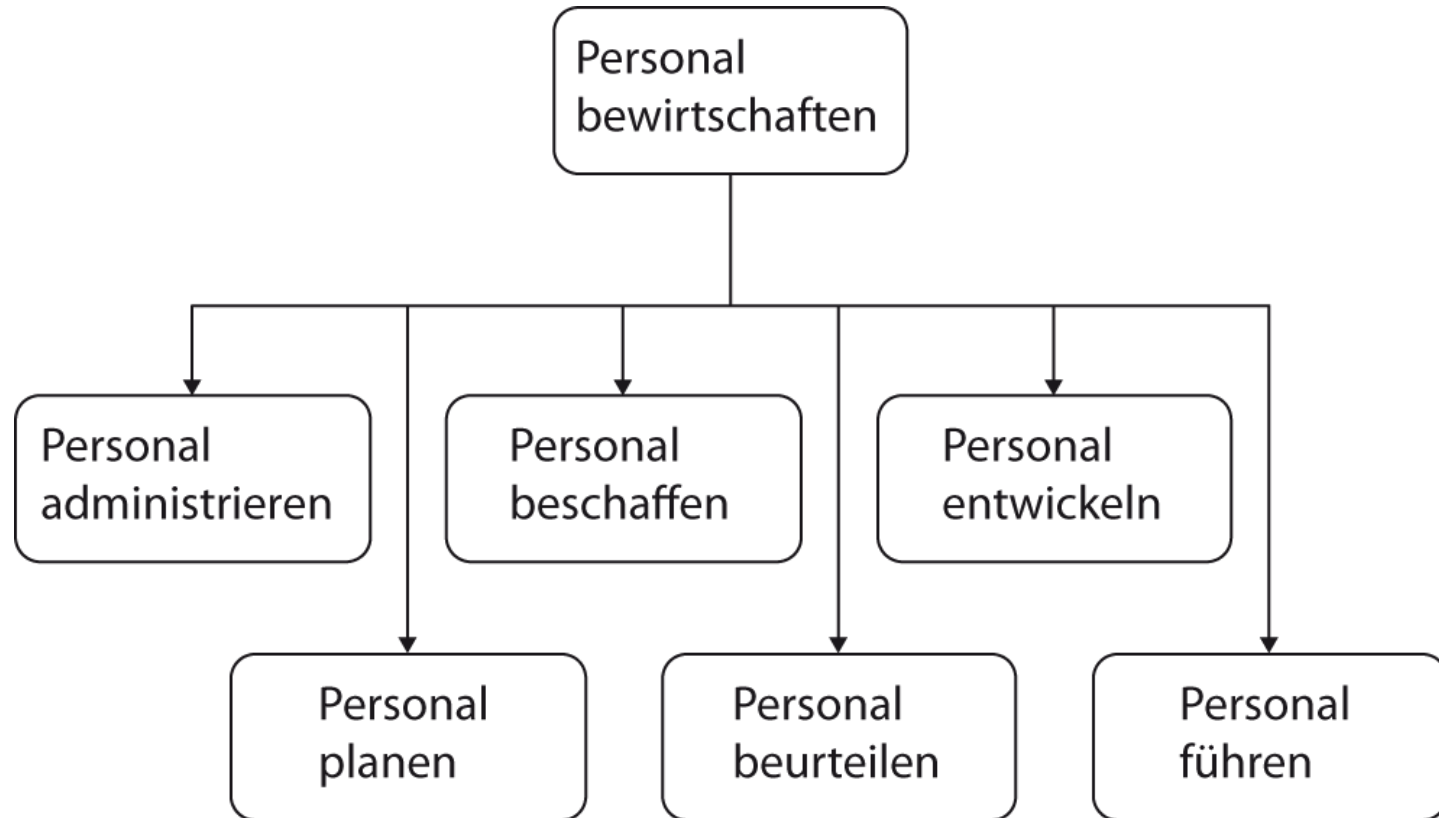 Personal
bewirtschaften
Personal
administrieren
Personal
beschaffen
Personal
entwickeln
Personal
planen
Personal
beurteilen
Personal
führen